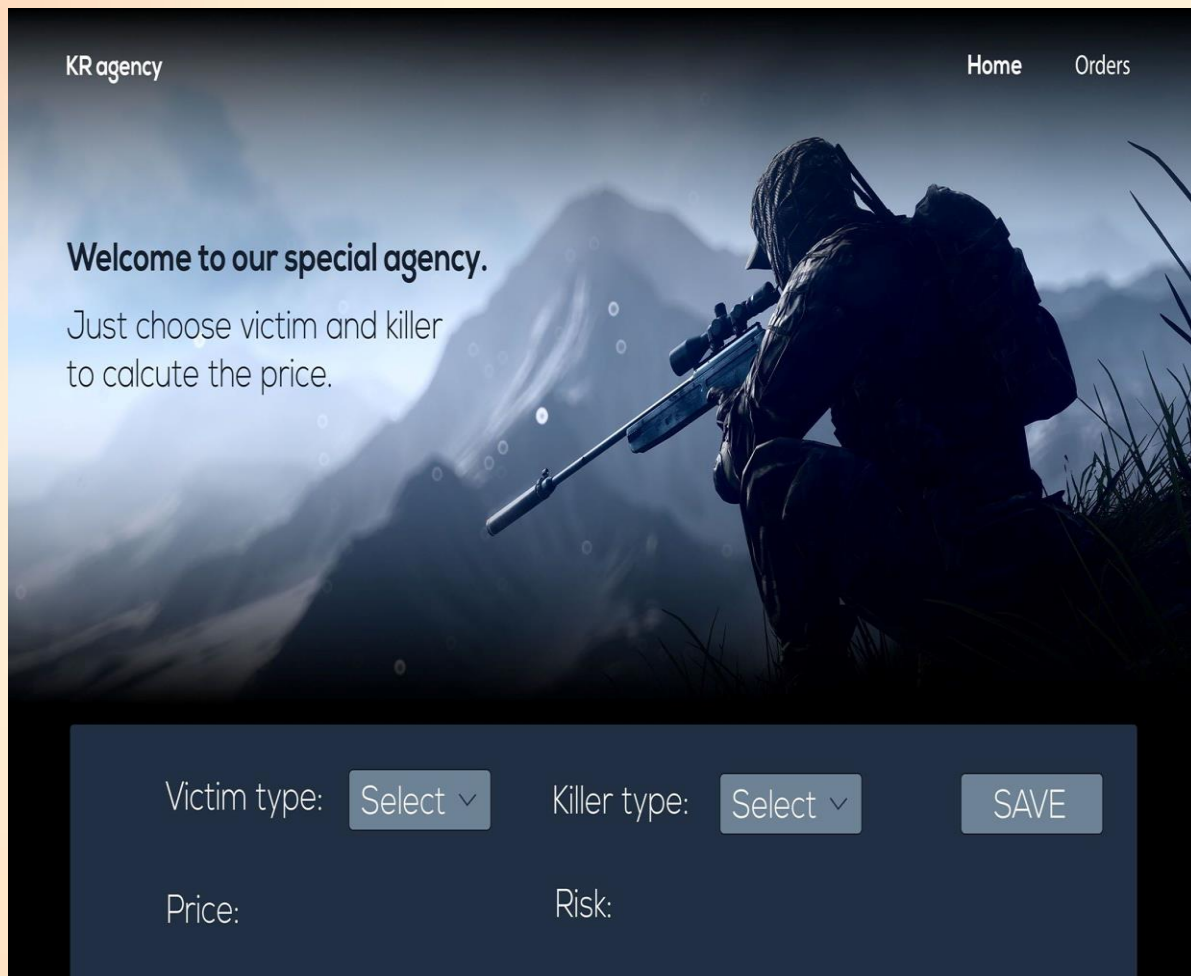 KR agency
Home Orders
Welcome to our special agency.
Just choose victim and killer
to calcute the price.
Victim type: Select Killer type: Select SAVE
Price: Risk: